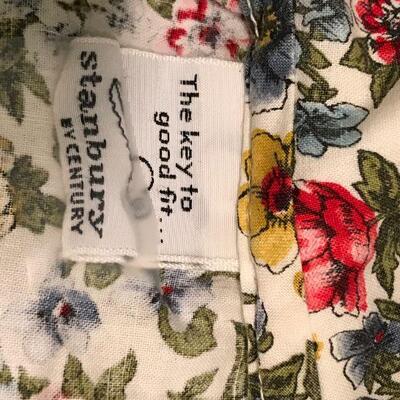 The key to
good fit...
stanbury
BY CENTURY